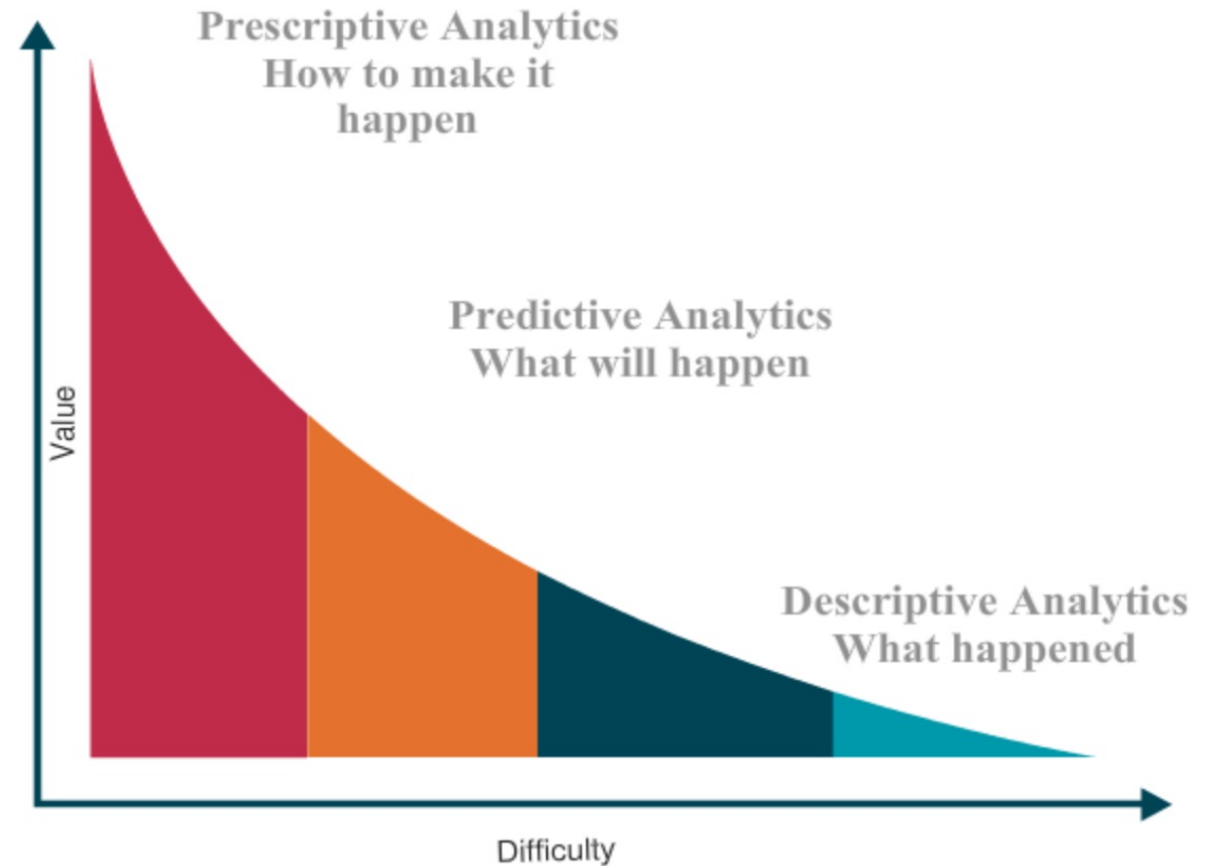 Prescriptive Analytics
How to make it
happen
Predictive Analytics
What will happen
Value
Descriptive Analytics
What happened
Difficulty